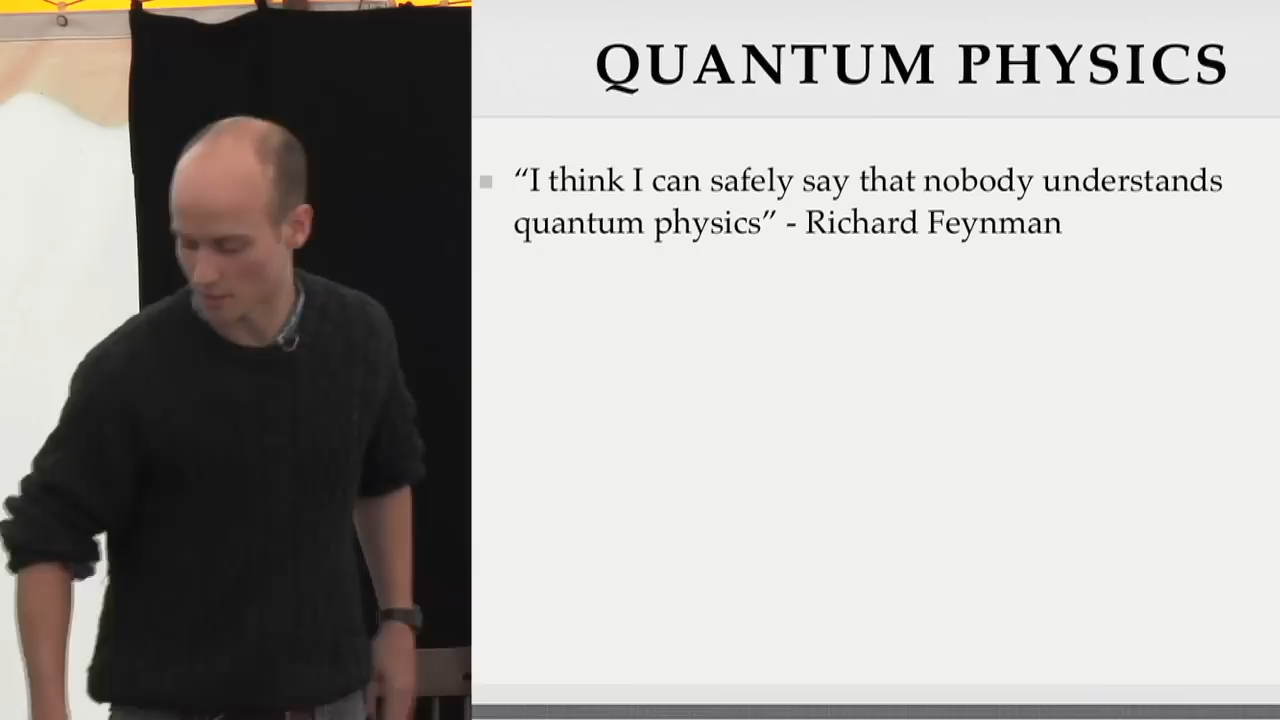 QUANTUM PHYSICS
“I think I can safely say that nobody understands
quantum physics” - Richard Feynman